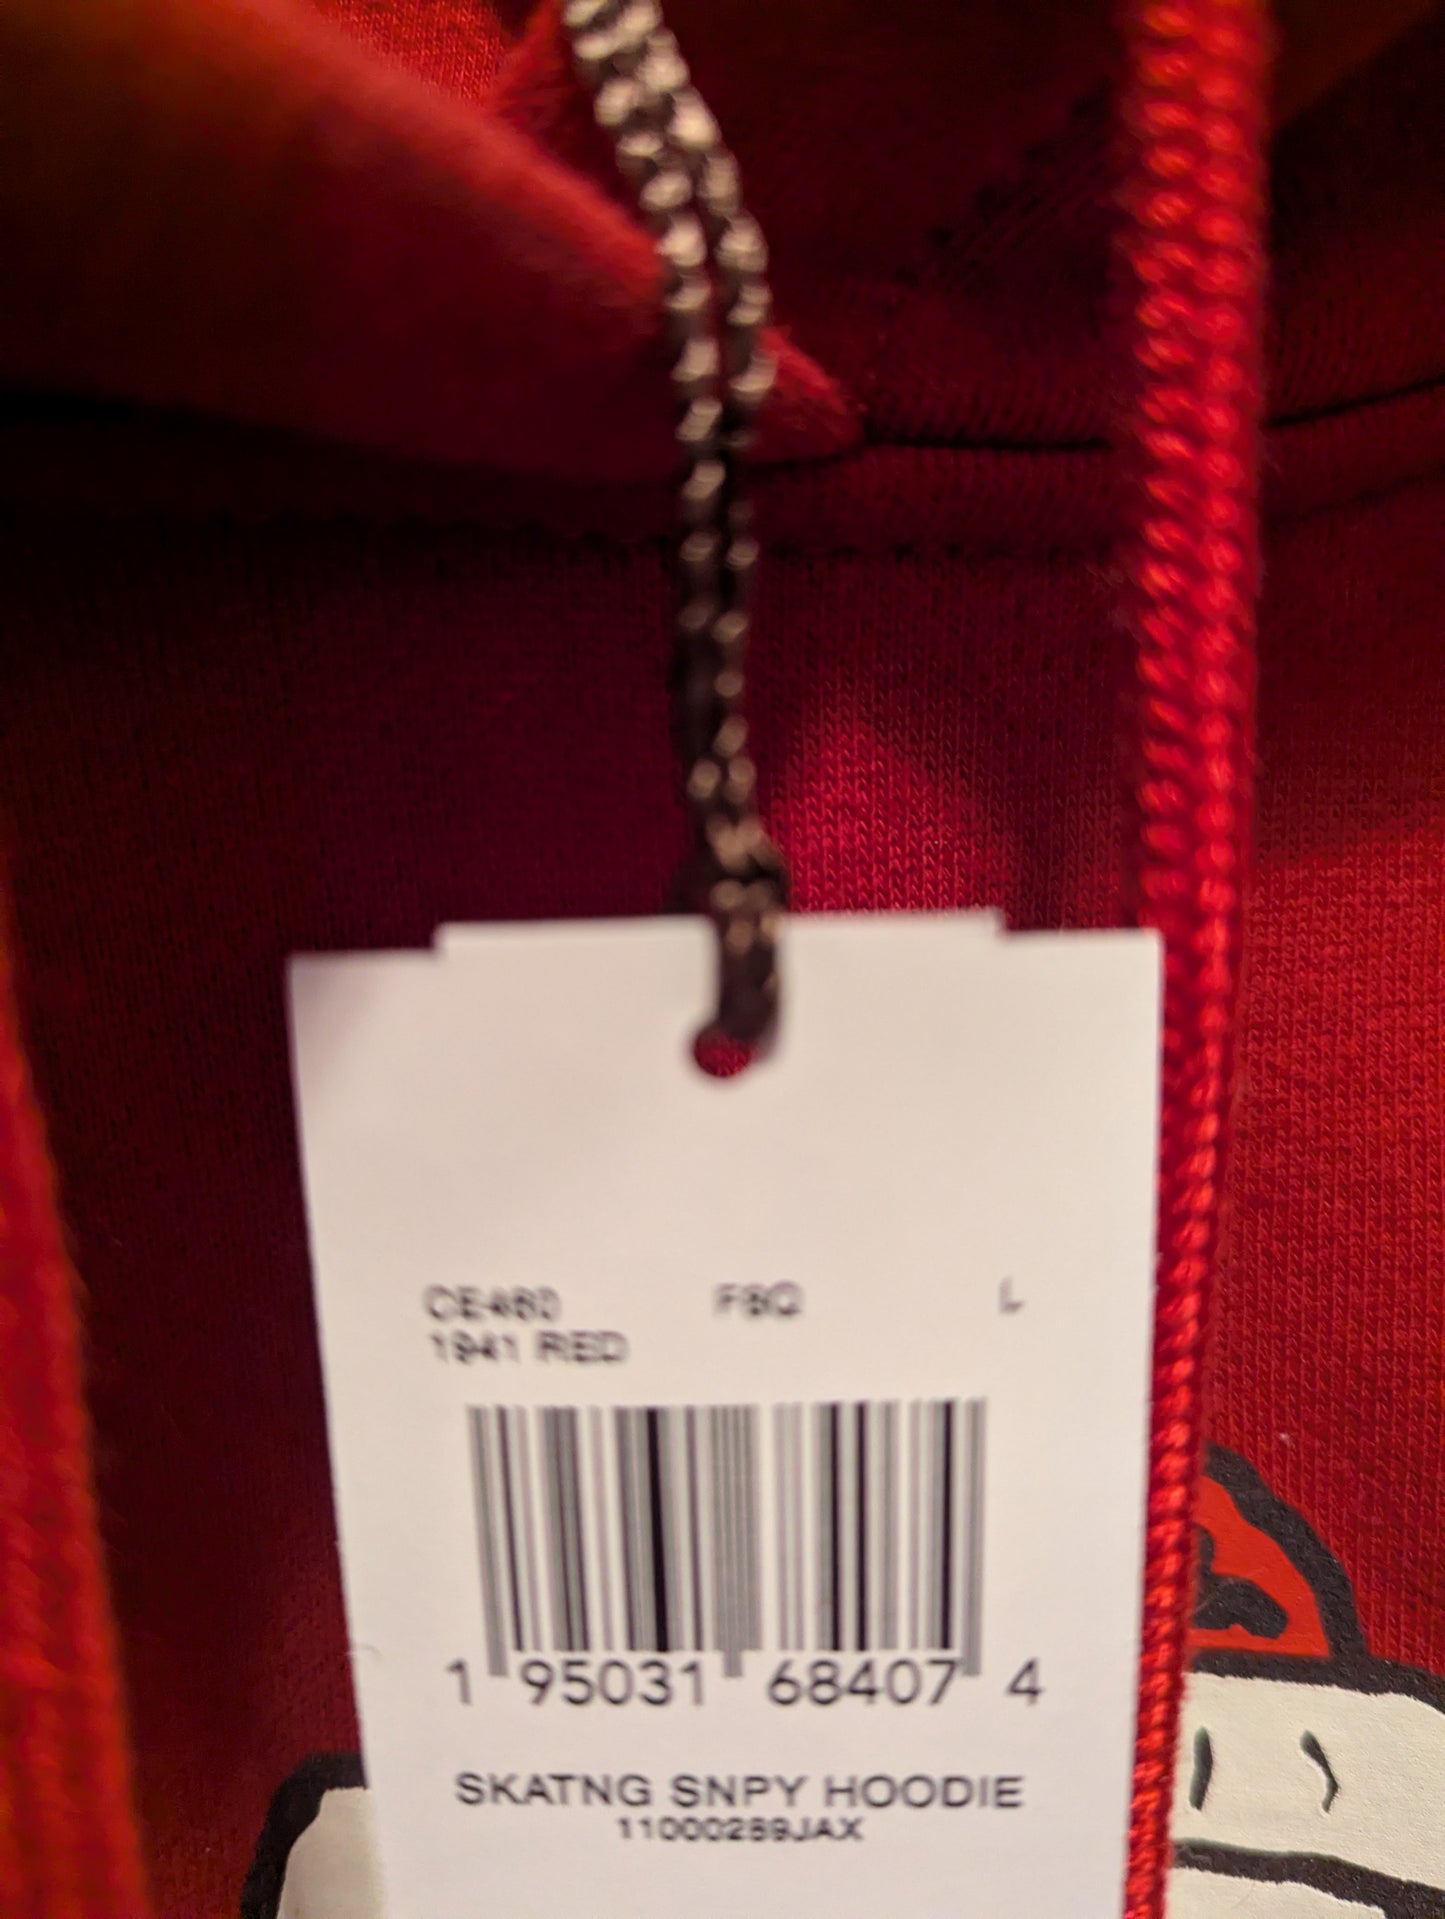 CE460 F8Q L
1941 RED
1 95031 68407 4
SKATNG SNPY HOODIE
11000289JAX